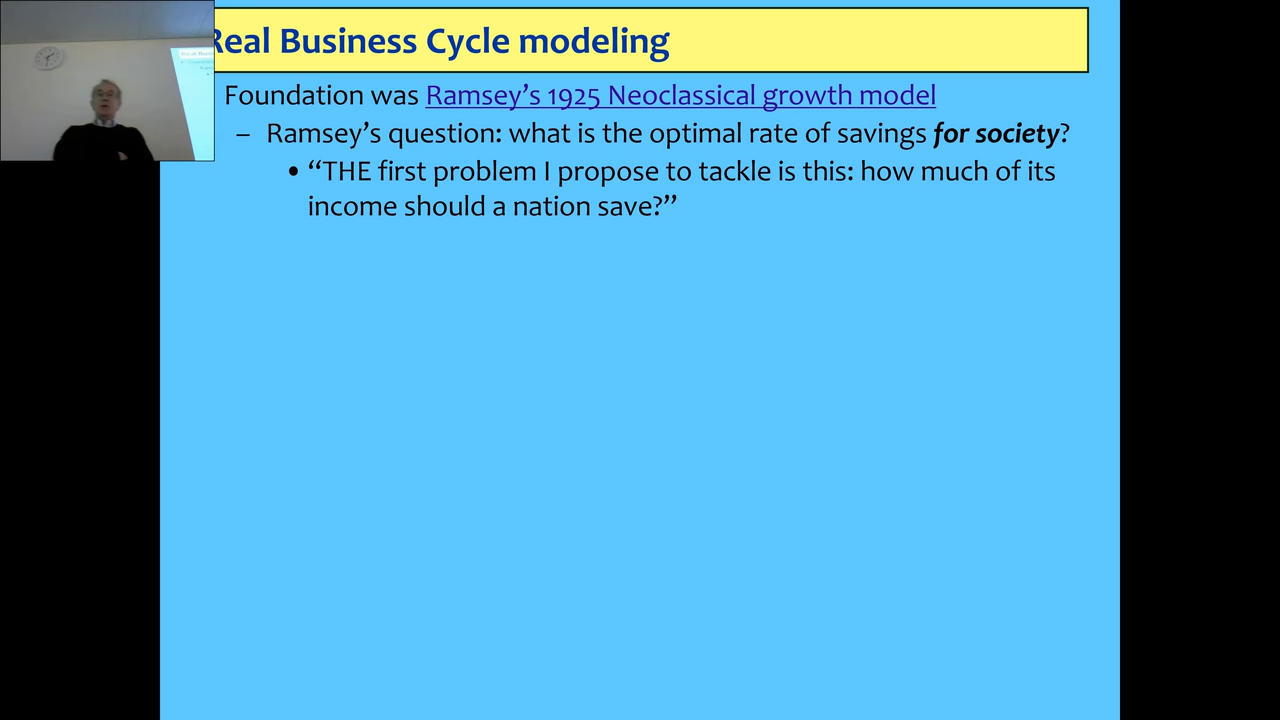 Real Business Cycle modeling
Foundation was Ramsey’s 1925 Neoclassical growth model
– Ramsey’s question: what is the optimal rate of savings for society?
• “THE first problem I propose to tackle is this: how much of its
income should a nation save?”